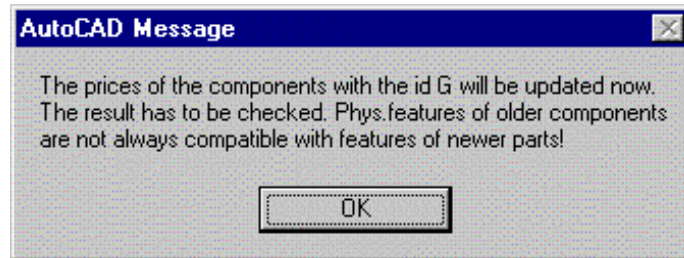 AutoCAD Message
The prices of the components with the id G will be updated now.
The result has to be checked. Phys.features of older components
are not always compatible with features of newer parts!
OK